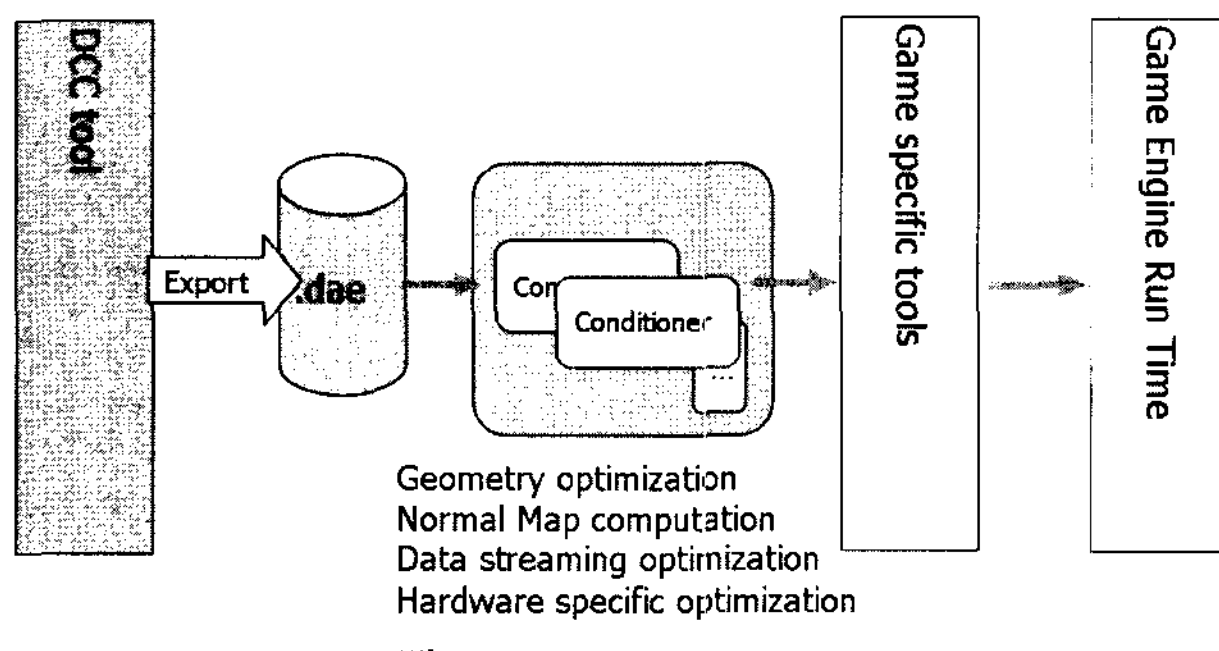 DCC tool
Export
.dae
Con
Conditioner
...
Game specific tools
Game Engine Run Time
Geometry optimization
Normal Map computation
Data streaming optimization
Hardware specific optimization